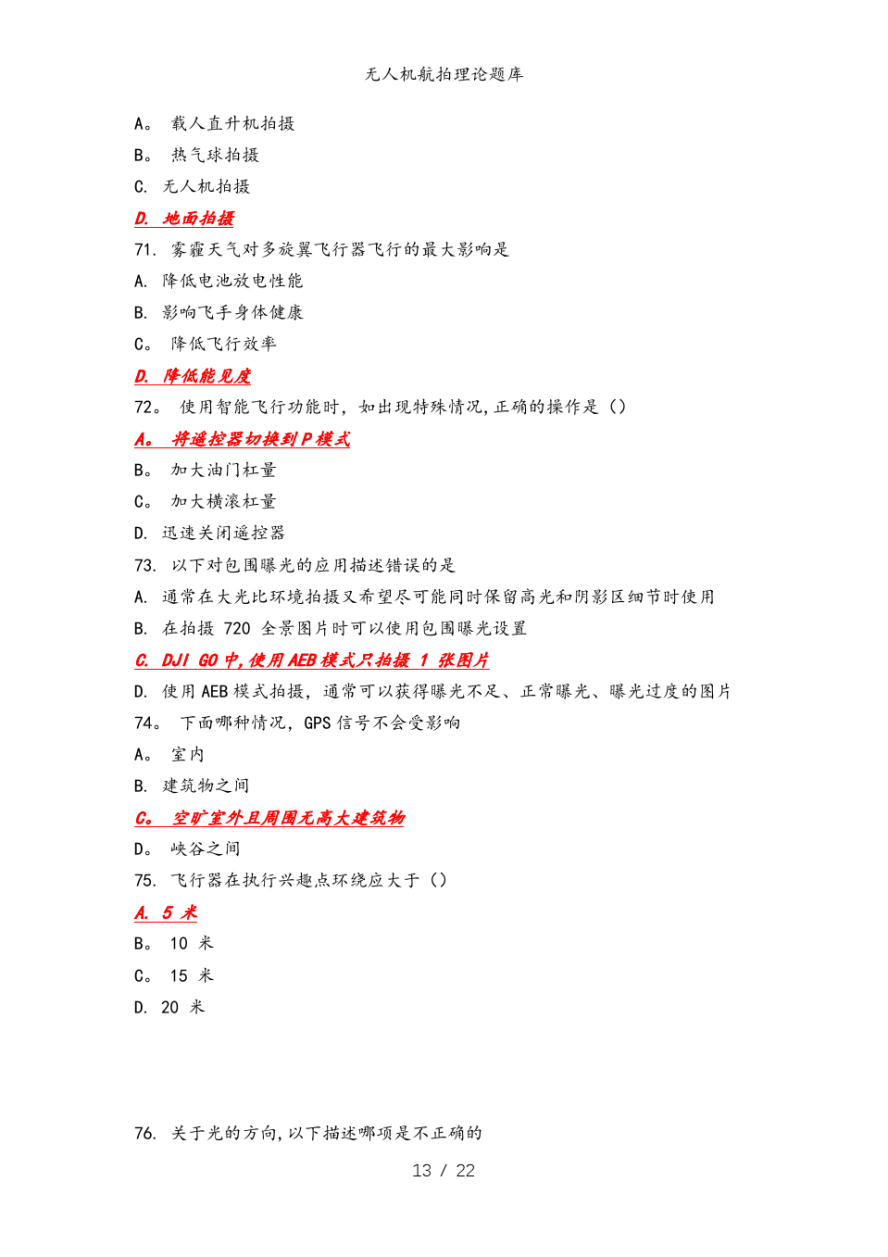 无人机航拍理论题库
A。 载人直升机拍摄
B。 热气球拍摄
C. 无人机拍摄
D. 地面拍摄
71. 雾霾天气对多旋翼飞行器飞行的最大影响是
A. 降低电池放电性能
B. 影响飞手身体健康
C。 降低飞行效率
D. 降低能见度
72。 使用智能飞行功能时，如出现特殊情况,正确的操作是（）
A。 将遥控器切换到 P 模式
B。 加大油门杠量
C。 加大横滚杠量
D. 迅速关闭遥控器
73. 以下对包围曝光的应用描述错误的是
A. 通常在大光比环境拍摄又希望尽可能同时保留高光和阴影区细节时使用
B. 在拍摄 720 全景图片时可以使用包围曝光设置
C. DJI GO 中,使用 AEB 模式只拍摄 1 张图片
D. 使用 AEB 模式拍摄，通常可以获得曝光不足、正常曝光、曝光过度的图片
74。 下面哪种情况，GPS 信号不会受影响
A。 室内
B. 建筑物之间
C。 空旷室外且周围无高大建筑物
D。 峡谷之间
75. 飞行器在执行兴趣点环绕应大于（）
A. 5 米
B。 10 米
C。 15 米
D. 20 米
76. 关于光的方向,以下描述哪项是不正确的
13 / 22